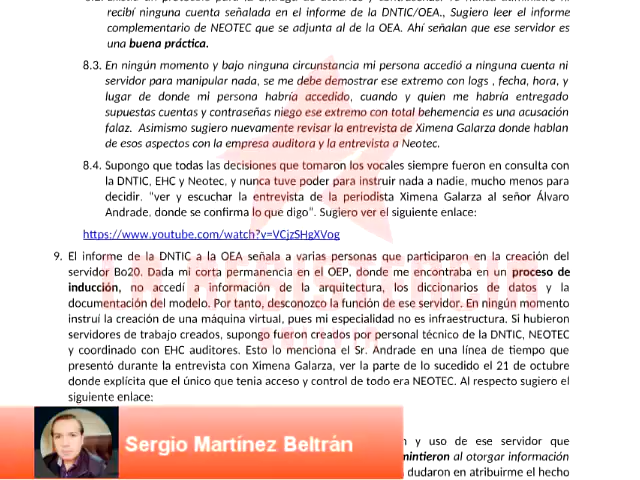 recibí ninguna cuenta señalada en el informe de la DNTIC/OEA., Sugiero leer el informe
complementario de NEOTEC que se adjunta al de la OEA. Ahí señalan que ese servidor es
una buena práctica.
8.3. En ningún momento y bajo ninguna circunstancia mi persona accedió a ninguna cuenta ni
servidor para manipular nada, se me debe demostrar ese extremo con logs , fecha, hora, y
lugar de donde mi persona habría accedido, cuando y quien me habría entregado
supuestas cuentas y contraseñas niego ese extremo con total behemencia es una acusación
falaz. Asimismo sugiero nuevamente revisar la entrevista de Ximena Galarza donde hablan
de esos aspectos con la empresa auditora y la entrevista a Neotec.
8.4. Supongo que todas las decisiones que tomaron los vocales siempre fueron en consulta con
la DNTIC, EHC y Neotec, y nunca tuve poder para instruir nada a nadie, mucho menos para
decidir. "ver y escuchar la entrevista de la periodista Ximena Galarza al señor Álvaro
Andrade, donde se confirma lo que digo". Sugiero ver el siguiente enlace:
https://www.youtube.com/watch?v=VCjzSHgXVog
9. El informe de la DNTIC a la OEA señala a varias personas que participaron en la creación del
servidor Bo20. Dada mi corta permanencia en el OEP, donde me encontraba en un proceso de
inducción, no accedí a información de la arquitectura, los diccionarios de datos y la
documentación del modelo. Por tanto, desconozco la función de ese servidor. En ningún momento
instruí la creación de una máquina virtual, pues mi especialidad no es infraestructura. Si hubieron
servidores de trabajo creados, supongo fueron creados por personal técnico de la DNTIC, NEOTEC
y coordinado con EHC auditores. Esto lo menciona el Sr. Andrade en una línea de tiempo que
presentó durante la entrevista con Ximena Galarza, ver la parte de lo sucedido el 21 de octubre
donde explícita que el único que tenia acceso y control de todo era NEOTEC. Al respecto sugiero el
siguiente enlace:
Sergio Martínez Beltrán
y uso de ese servidor que
mintieron al otorgar información
dudaron en atribuirme el hecho